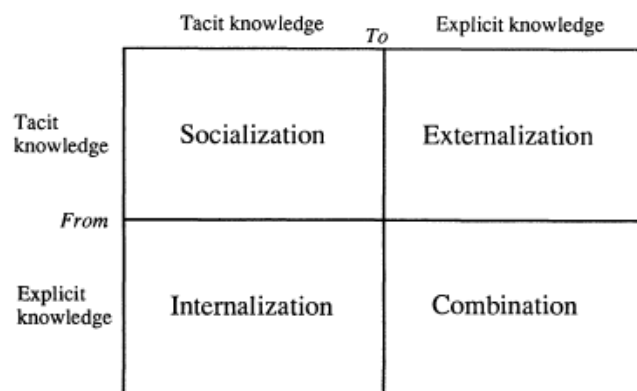 Tacit knowledge
To
Explicit knowledge
Tacit
knowledge
Socialization
Externalization
From
Explicit
knowledge
Internalization
Combination